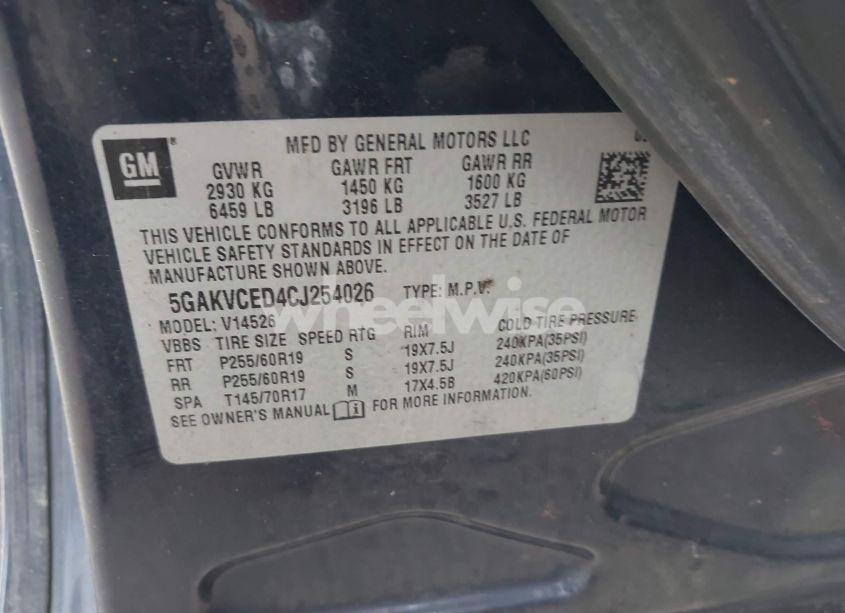 GM
MFD BY GENERAL MOTORS LLC
GVWR GAWR FRT GAWR RR
2930 KG 1450 KG 1600 KG
6459 LB 3196 LB 3527 LB
THIS VEHICLE CONFORMS TO ALL APPLICABLE U.S. FEDERAL MOTOR
VEHICLE SAFETY STANDARDS IN EFFECT ON THE DATE OF
MANUFACTURE SHOWN ABOVE.
5GAKVCED4CJ254026 TYPE: M.P.V.
MODEL: V14526
wheelwise
VBBS TIRE SIZE SPEED RTG RIM COLD TIRE PRESSURE
FRT P255/60R19 S 19X7.5J 240KPA(35PSI)
RR P255/60R19 S 19X7.5J 240KPA(35PSI)
SPA T145/70R17 M 17X4.5B 420KPA(60PSI)
SEE OWNER'S MANUAL FOR MORE INFORMATION.